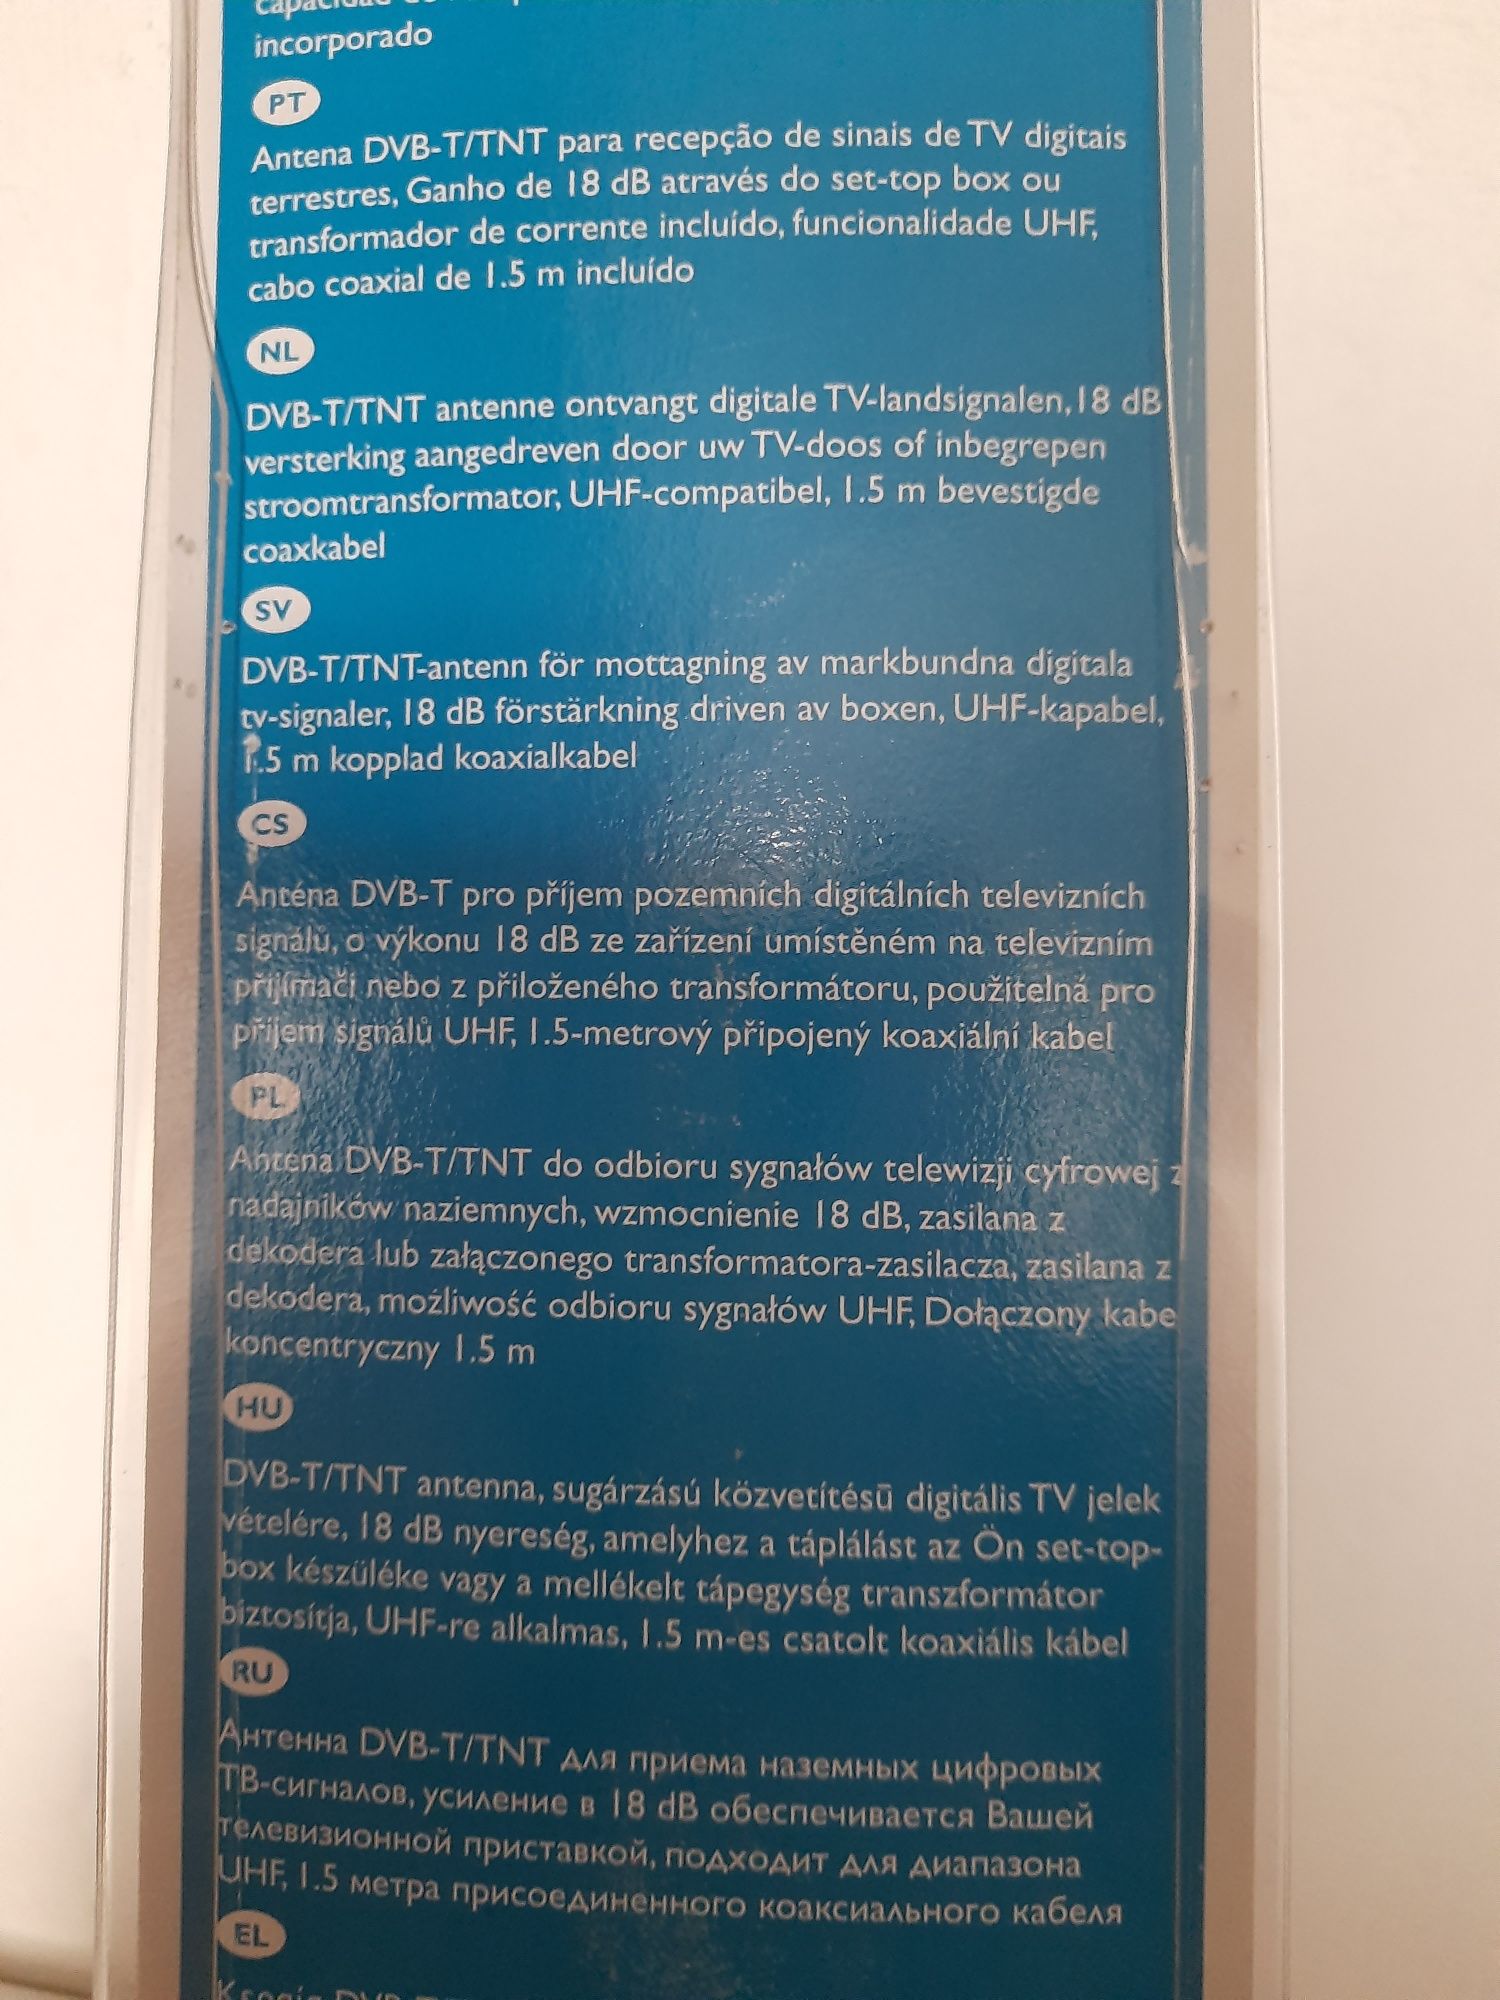 incorporado
PT
Antena DVB-T/TNT para recepção de sinais de TV digitais
terrestres, Ganho de 18 dB através do set-top box ou
transformador de corrente incluído, funcionalidade UHF,
cabo coaxial de 1.5 m incluído
NL
DVB-T/TNT antenne ontvangt digitale TV-landsignalen, 18 dB
versterking aangedreven door uw TV-doos of inbegrepen
stroomtransformator, UHF-compatibel, 1.5 m bevestigde
coaxkabel
SV
DVB-T/TNT-antenn för mottagning av markbundna digitala
tv-signaler, 18 dB förstärkning driven av boxen, UHF-kapabel,
1.5 m kopplad koaxialkabel
CS
Anténa DVB-T pro příjem pozemních digitálních televizních
signálů, o výkonu 18 dB ze zařízení umístěném na televizním
přijímači nebo z přiloženého transformátoru, použitelná pro
příjem signálů UHF, 1.5-metrový připojený koaxiální kabel
PL
Antena DVB-T/TNT do odbioru sygnałów telewizji cyfrowej z
nadajników naziemnych, wzmocnienie 18 dB, zasilana z
dekodera lub załączonego transformatora-zasilacza, zasilana z
dekodera, możliwość odbioru sygnałów UHF, Dołączony kabe
koncentryczny 1.5 m
HU
DVB-T/TNT antenna, sugárzású közvetítésū digitális TV jelek
vételére, 18 dB nyereség, amelyhez a táplálást az Ön set-top-
box készüléke vagy a mellékelt tápegység transzformátor
biztosítja, UHF-re alkalmas, 1.5 m-es csatolt koaxiális kábel
RU
Антенна DVB-T/TNT для приема наземных цифровых
ТВ-сигналов, усиление в 18 dB обеспечивается Вашей
телевизионной приставкой, подходит для диапазона
UHF, 1.5 метра присоединенного коаксиального кабеля
EL